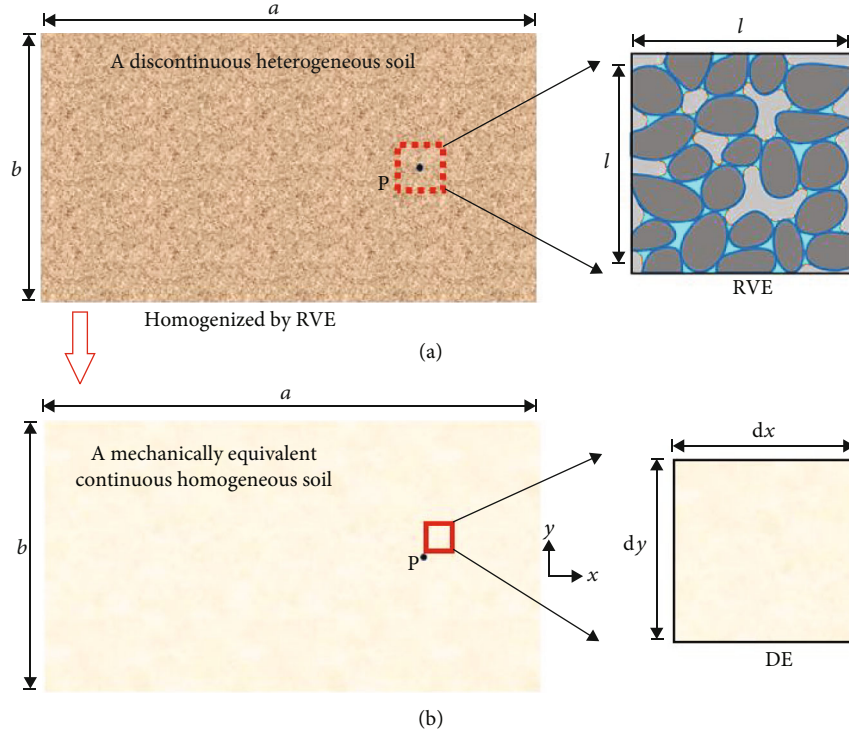 a
A discontinuous heterogeneous soil
b
P
l
l
RVE
Homogenized by RVE
(a)
a
A mechanically equivalent
continuous homogeneous soil
b
P
y
x
dx
dy
DE
(b)